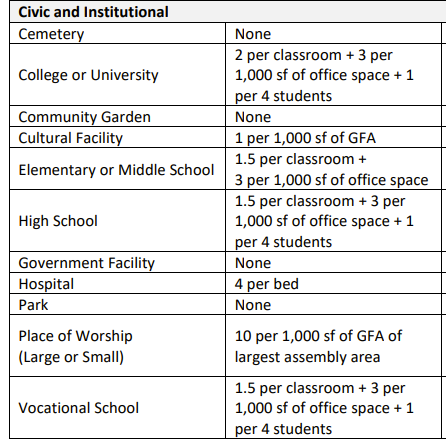 Civic and Institutional
Cemetery None
College or University 2 per classroom + 3 per
1,000 sf of office space + 1
per 4 students
Community Garden None
Cultural Facility 1 per 1,000 sf of GFA
Elementary or Middle School 1.5 per classroom +
3 per 1,000 sf of office space
High School 1.5 per classroom + 3 per
1,000 sf of office space + 1
per 4 students
Government Facility None
Hospital 4 per bed
Park None
Place of Worship 10 per 1,000 sf of GFA of
(Large or Small) largest assembly area
Vocational School 1.5 per classroom + 3 per
1,000 sf of office space + 1
per 4 students